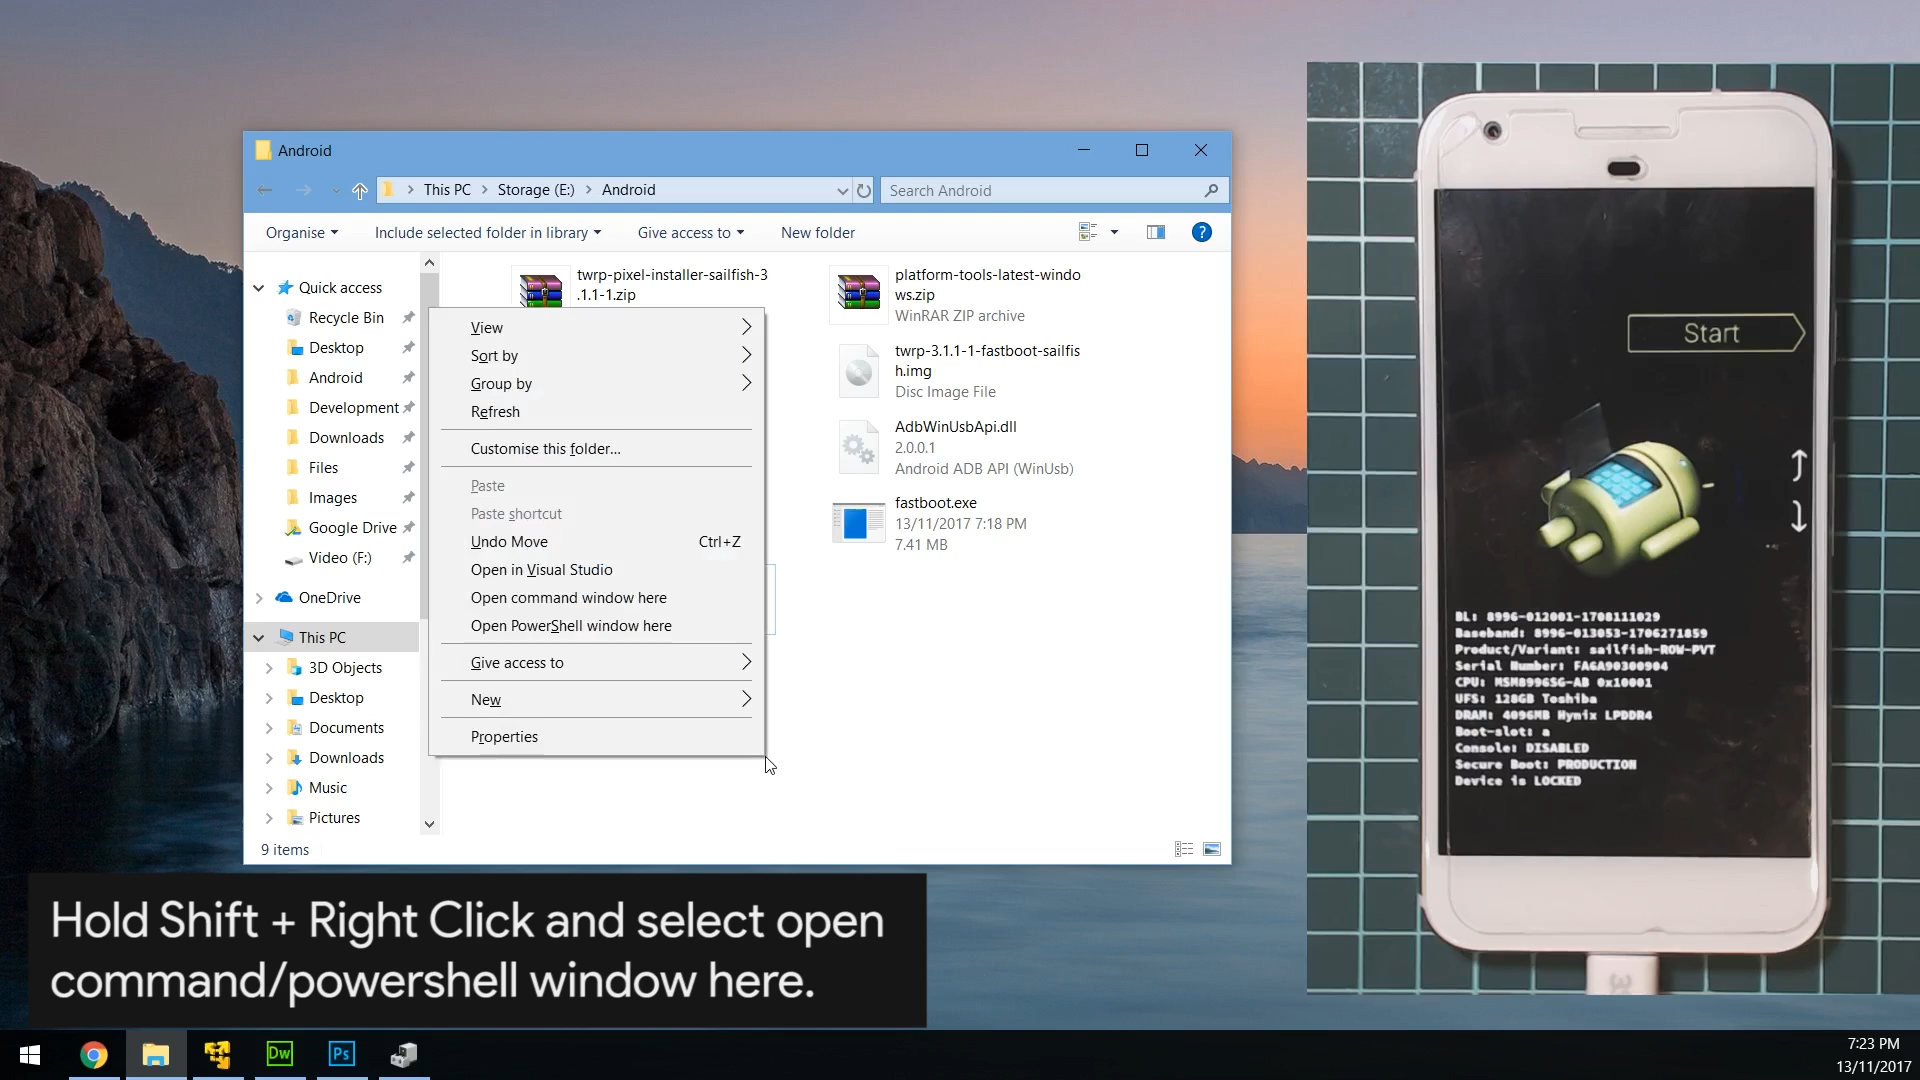 Android
This PC
Storage (E:)
Android
Search Android
Organise
Include selected folder in library
Give access to
New folder
Quick access
Recycle Bin
Desktop
Android
Development
Downloads
Files
Images
Google Drive
Video (F:)
OneDrive
This PC
3D Objects
Desktop
Documents
Downloads
Music
Pictures
9 items
twrp-pixel-installer-sailfish-3
.1.1-1.zip
platform-tools-latest-windo
ws.zip
WinRAR ZIP archive
twrp-3.1.1-1-fastboot-sailfis
h.img
Disc Image File
AdbWinUsbApi.dll
2.0.0.1
Android ADB API (WinUsb)
fastboot.exe
13/11/2017 7:18 PM
7.41 MB
View
Sort by
Group by
Refresh
Customise this folder...
Paste
Paste shortcut
Undo Move Ctrl+Z
Open in Visual Studio
Open command window here
Open PowerShell window here
Give access to
New
Properties
Start
BL: 8996-012001-1708111029
Baseband: 8996-013053-1706271859
Product/Variant: sailfish-ROW-PVT
Serial Number: FA6A90300904
CPU: MSM8996SG-AB 0x10001
UFS: 128GB Toshiba
DRAM: 4096MB Hynix LPDDR4
Boot-slot: a
Console: DISABLED
Secure Boot: PRODUCTION
Device is LOCKED
Hold Shift + Right Click and select open
command/powershell window here.
Dw
Ps
7:23 PM
13/11/2017